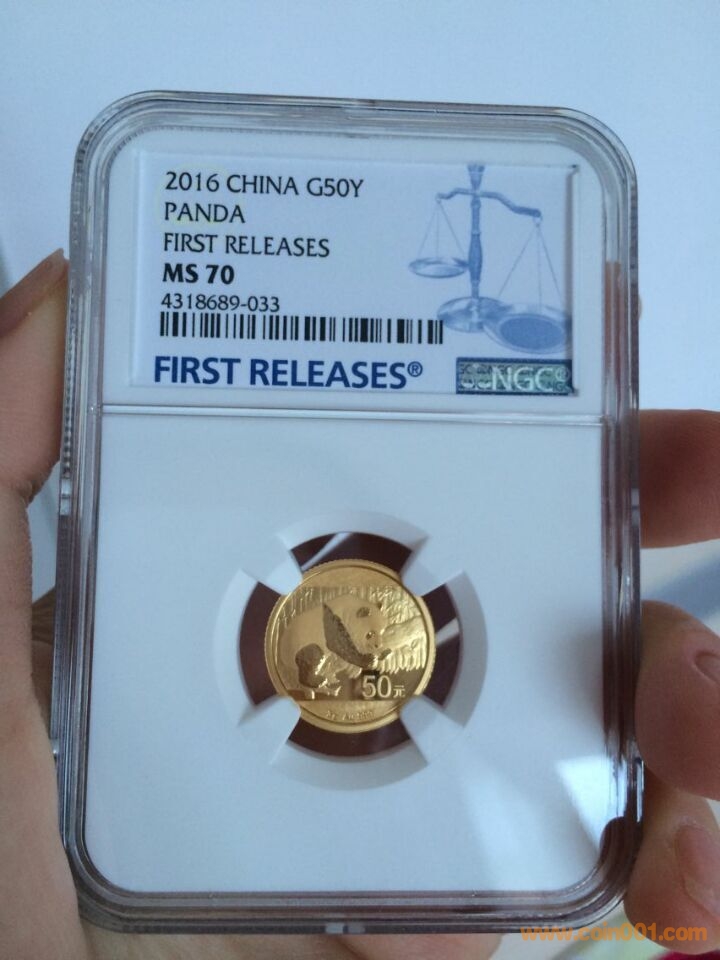 2016 CHINA G50Y
PANDA
FIRST RELEASES
MS 70
4318689-033
FIRST RELEASES®
NGC
50元
www.coin001.com